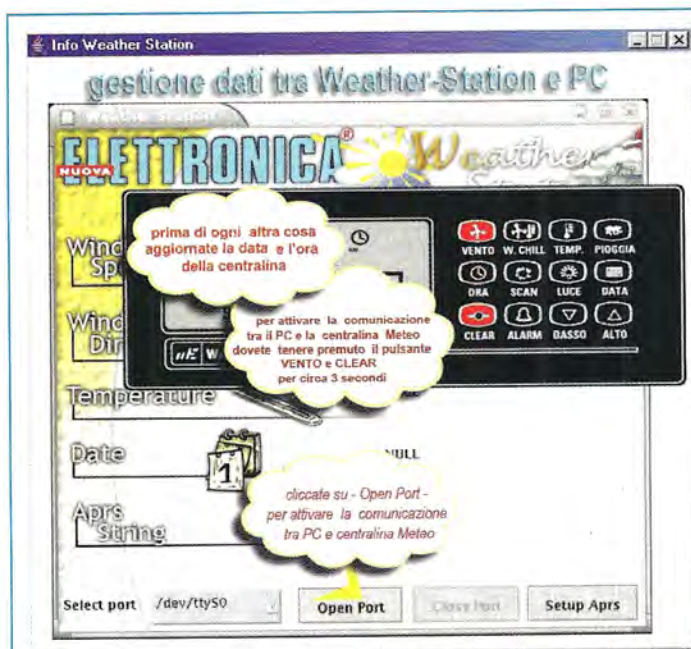 Info Weather Station
gestione dati tra Weather-Station e PC
NUOVA
ELETTRONICA®
Weather
prima di ogni altra cosa
aggiornate la data e l'ora
della centralina
VENTO W. CHILL TEMP. PIOGGIA
ORA SCAN LUCE DATA
CLEAR ALARM BASSO ALTO
Wind
Sp
Wind
Dir
per attivare la comunicazione
tra il PC e la centralina Meteo
dovete tenere premuto il pulsante
VENTO e CLEAR
per circa 3 secondi
Temperature
Date
1
NULL
Aprs
String
cliccate su - Open Port -
per attivare la comunicazione
tra PC e centralina Meteo
Select port /dev/ttyS0 Open Port Close Port Setup Aprs